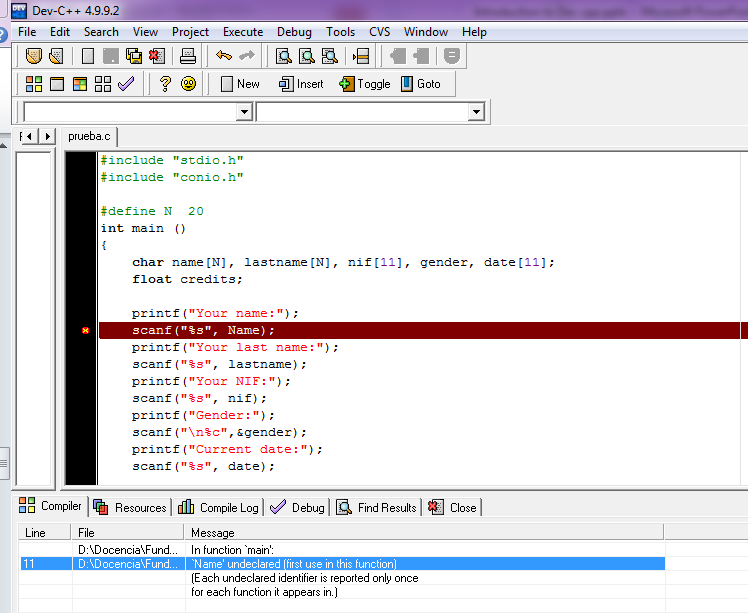 Dev-C++ 4.9.9.2
File Edit Search View Project Execute Debug Tools CVS Window Help
New Insert Toggle Goto
prueba.c
#include "stdio.h"
#include "conio.h"
#define N  20
int main ()
{
    char name[N], lastname[N], nif[11], gender, date[11];
    float credits;
    printf("Your name:");
    scanf("%s", Name);
    printf("Your last name:");
    scanf("%s", lastname);
    printf("Your NIF:");
    scanf("%s", nif);
    printf("Gender:");
    scanf("\n%c",&gender);
    printf("Current date:");
    scanf("%s", date);
Compiler Resources Compile Log Debug Find Results Close
Line File Message
D:\Docencia\Fund... In function `main':
11 D:\Docencia\Fund... `Name' undeclared (first use in this function)
(Each undeclared identifier is reported only once
for each function it appears in.)